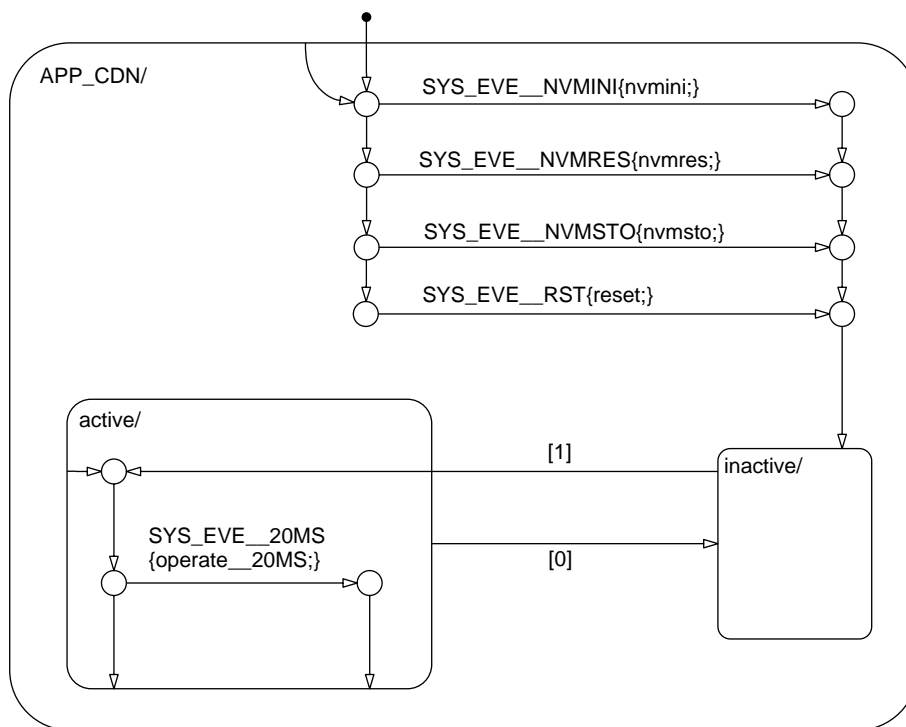 APP_CDN/
SYS_EVE__NVMINI{nvmini;}
SYS_EVE__NVMRES{nvmres;}
SYS_EVE__NVMSTO{nvmsto;}
SYS_EVE__RST{reset;}
active/
[1]
inactive/
SYS_EVE__20MS
{operate__20MS;}
[0]